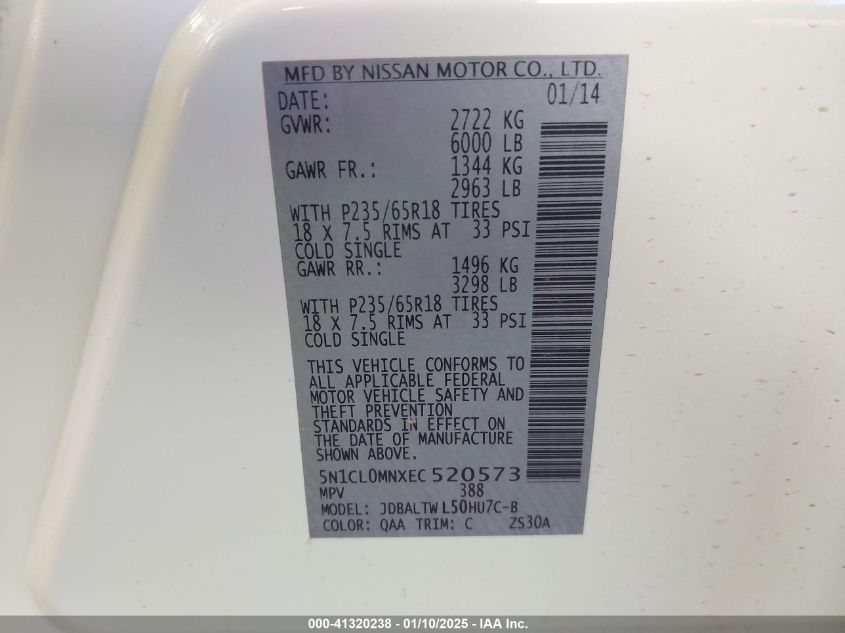 MFD BY NISSAN MOTOR CO., LTD.
DATE: 01/14
GVWR: 2722 KG
6000 LB
GAWR FR.: 1344 KG
2963 LB
WITH P235/65R18 TIRES
18 X 7.5 RIMS AT 33 PSI
COLD SINGLE
GAWR RR.: 1496 KG
3298 LB
WITH P235/65R18 TIRES
18 X 7.5 RIMS AT 33 PSI
COLD SINGLE
THIS VEHICLE CONFORMS TO
ALL APPLICABLE FEDERAL
MOTOR VEHICLE SAFETY AND
THEFT PREVENTION
STANDARDS IN EFFECT ON
THE DATE OF MANUFACTURE
SHOWN ABOVE.
5N1CL0MNXEC520573
MPV 388
MODEL: JDBALTWL50HU7C-B
COLOR: QAA TRIM: C ZS30A
000-41320238 - 01/10/2025 - IAA Inc.